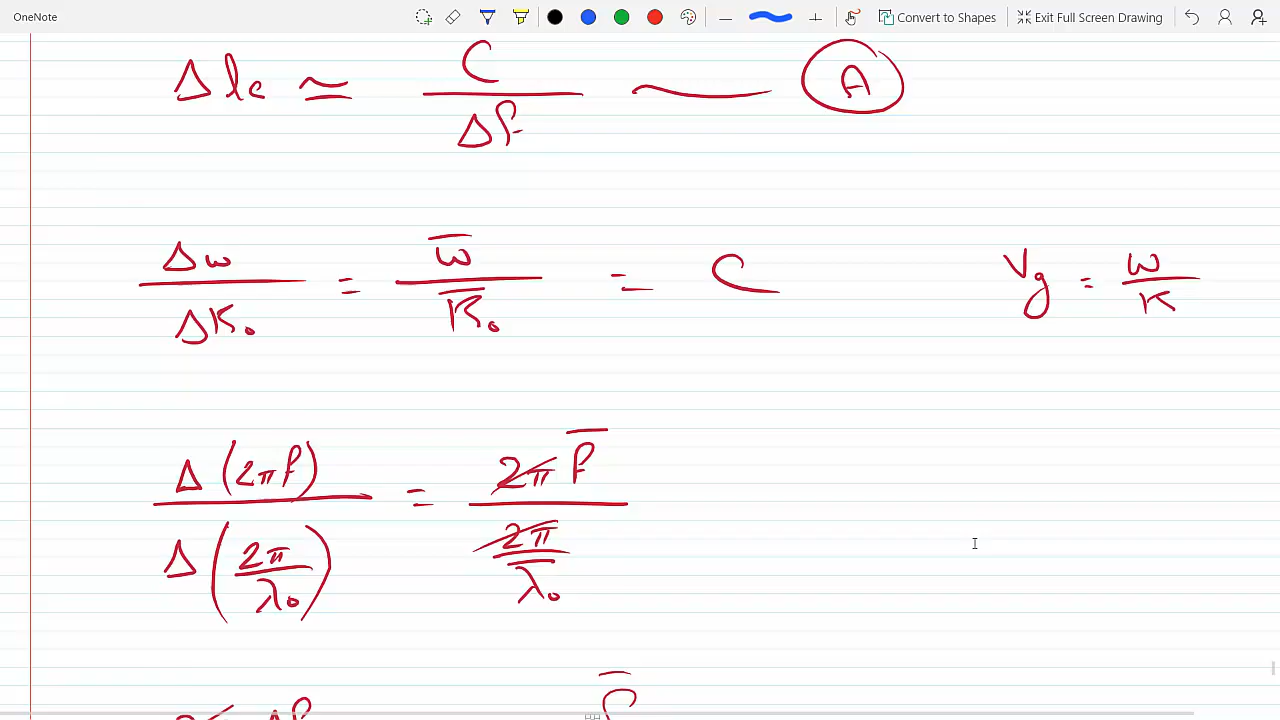 OneNote
Convert to Shapes
Exit Full Screen Drawing
Δlc ≃ C / Δf — A
Δω / ΔK₀ = ω̅ / K̅₀ = C
Vg = ω / K
Δ(2πf) / Δ(2π/λ₀) = 2π f̅ / (2π / λ̅₀)